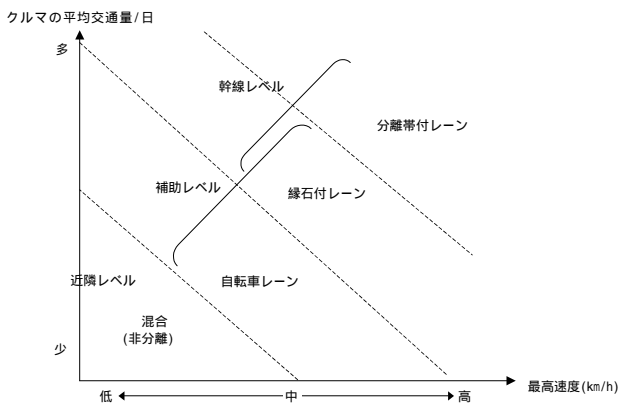 クルマの平均交通量/日
多
幹線レベル
分離帯付レーン
補助レベル
縁石付レーン
近隣レベル
自転車レーン
混合
(非分離)
少
最高速度(km/h)
低
中
高